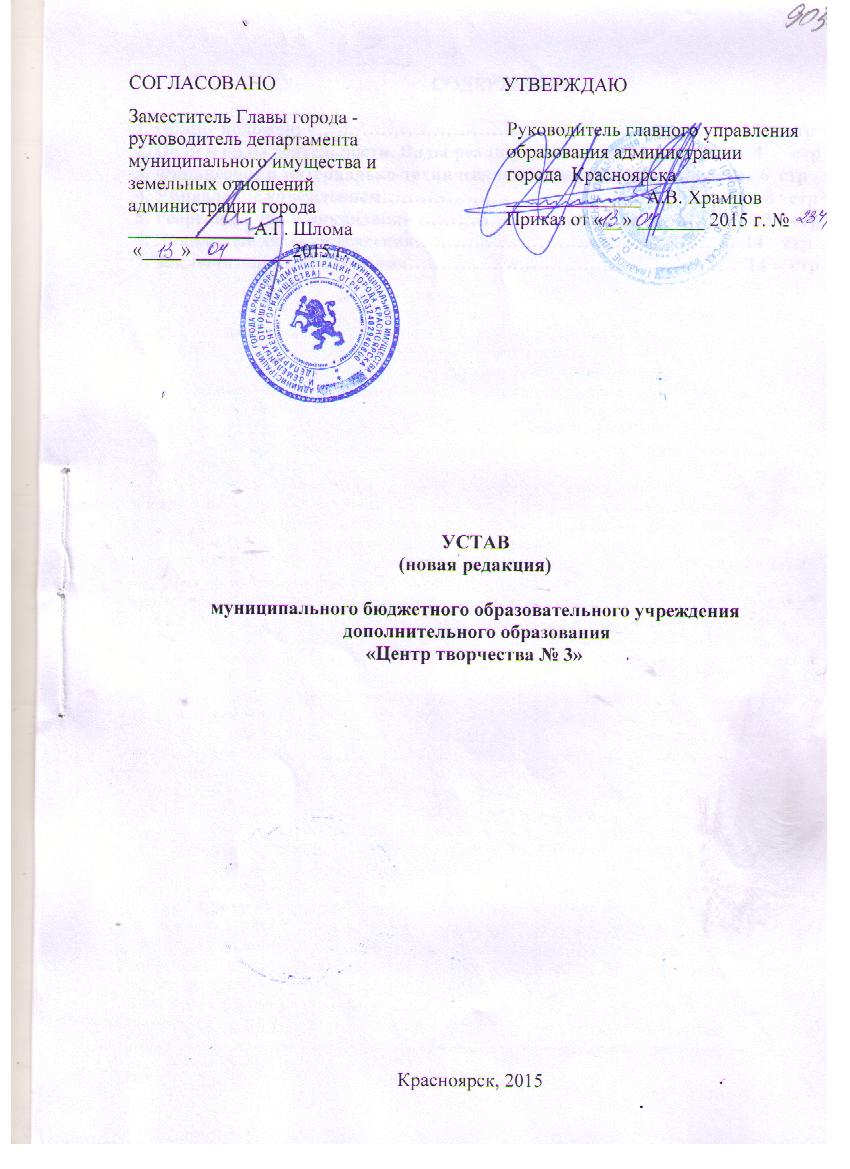 903
СОГЛАСОВАНО
Заместитель Главы города -
руководитель департамента
муниципального имущества и
земельных отношений
администрации города
А.Г. Шлома
« 13 » 04 2015 г.
УТВЕРЖДАЮ
Руководитель главного управления
образования администрации
города Красноярска
А.В. Храмцов
Приказ от « 13 » 04 2015 г. №
УСТАВ
(новая редакция)
муниципального бюджетного образовательного учреждения
дополнительного образования
«Центр творчества № 3»
Красноярск, 2015